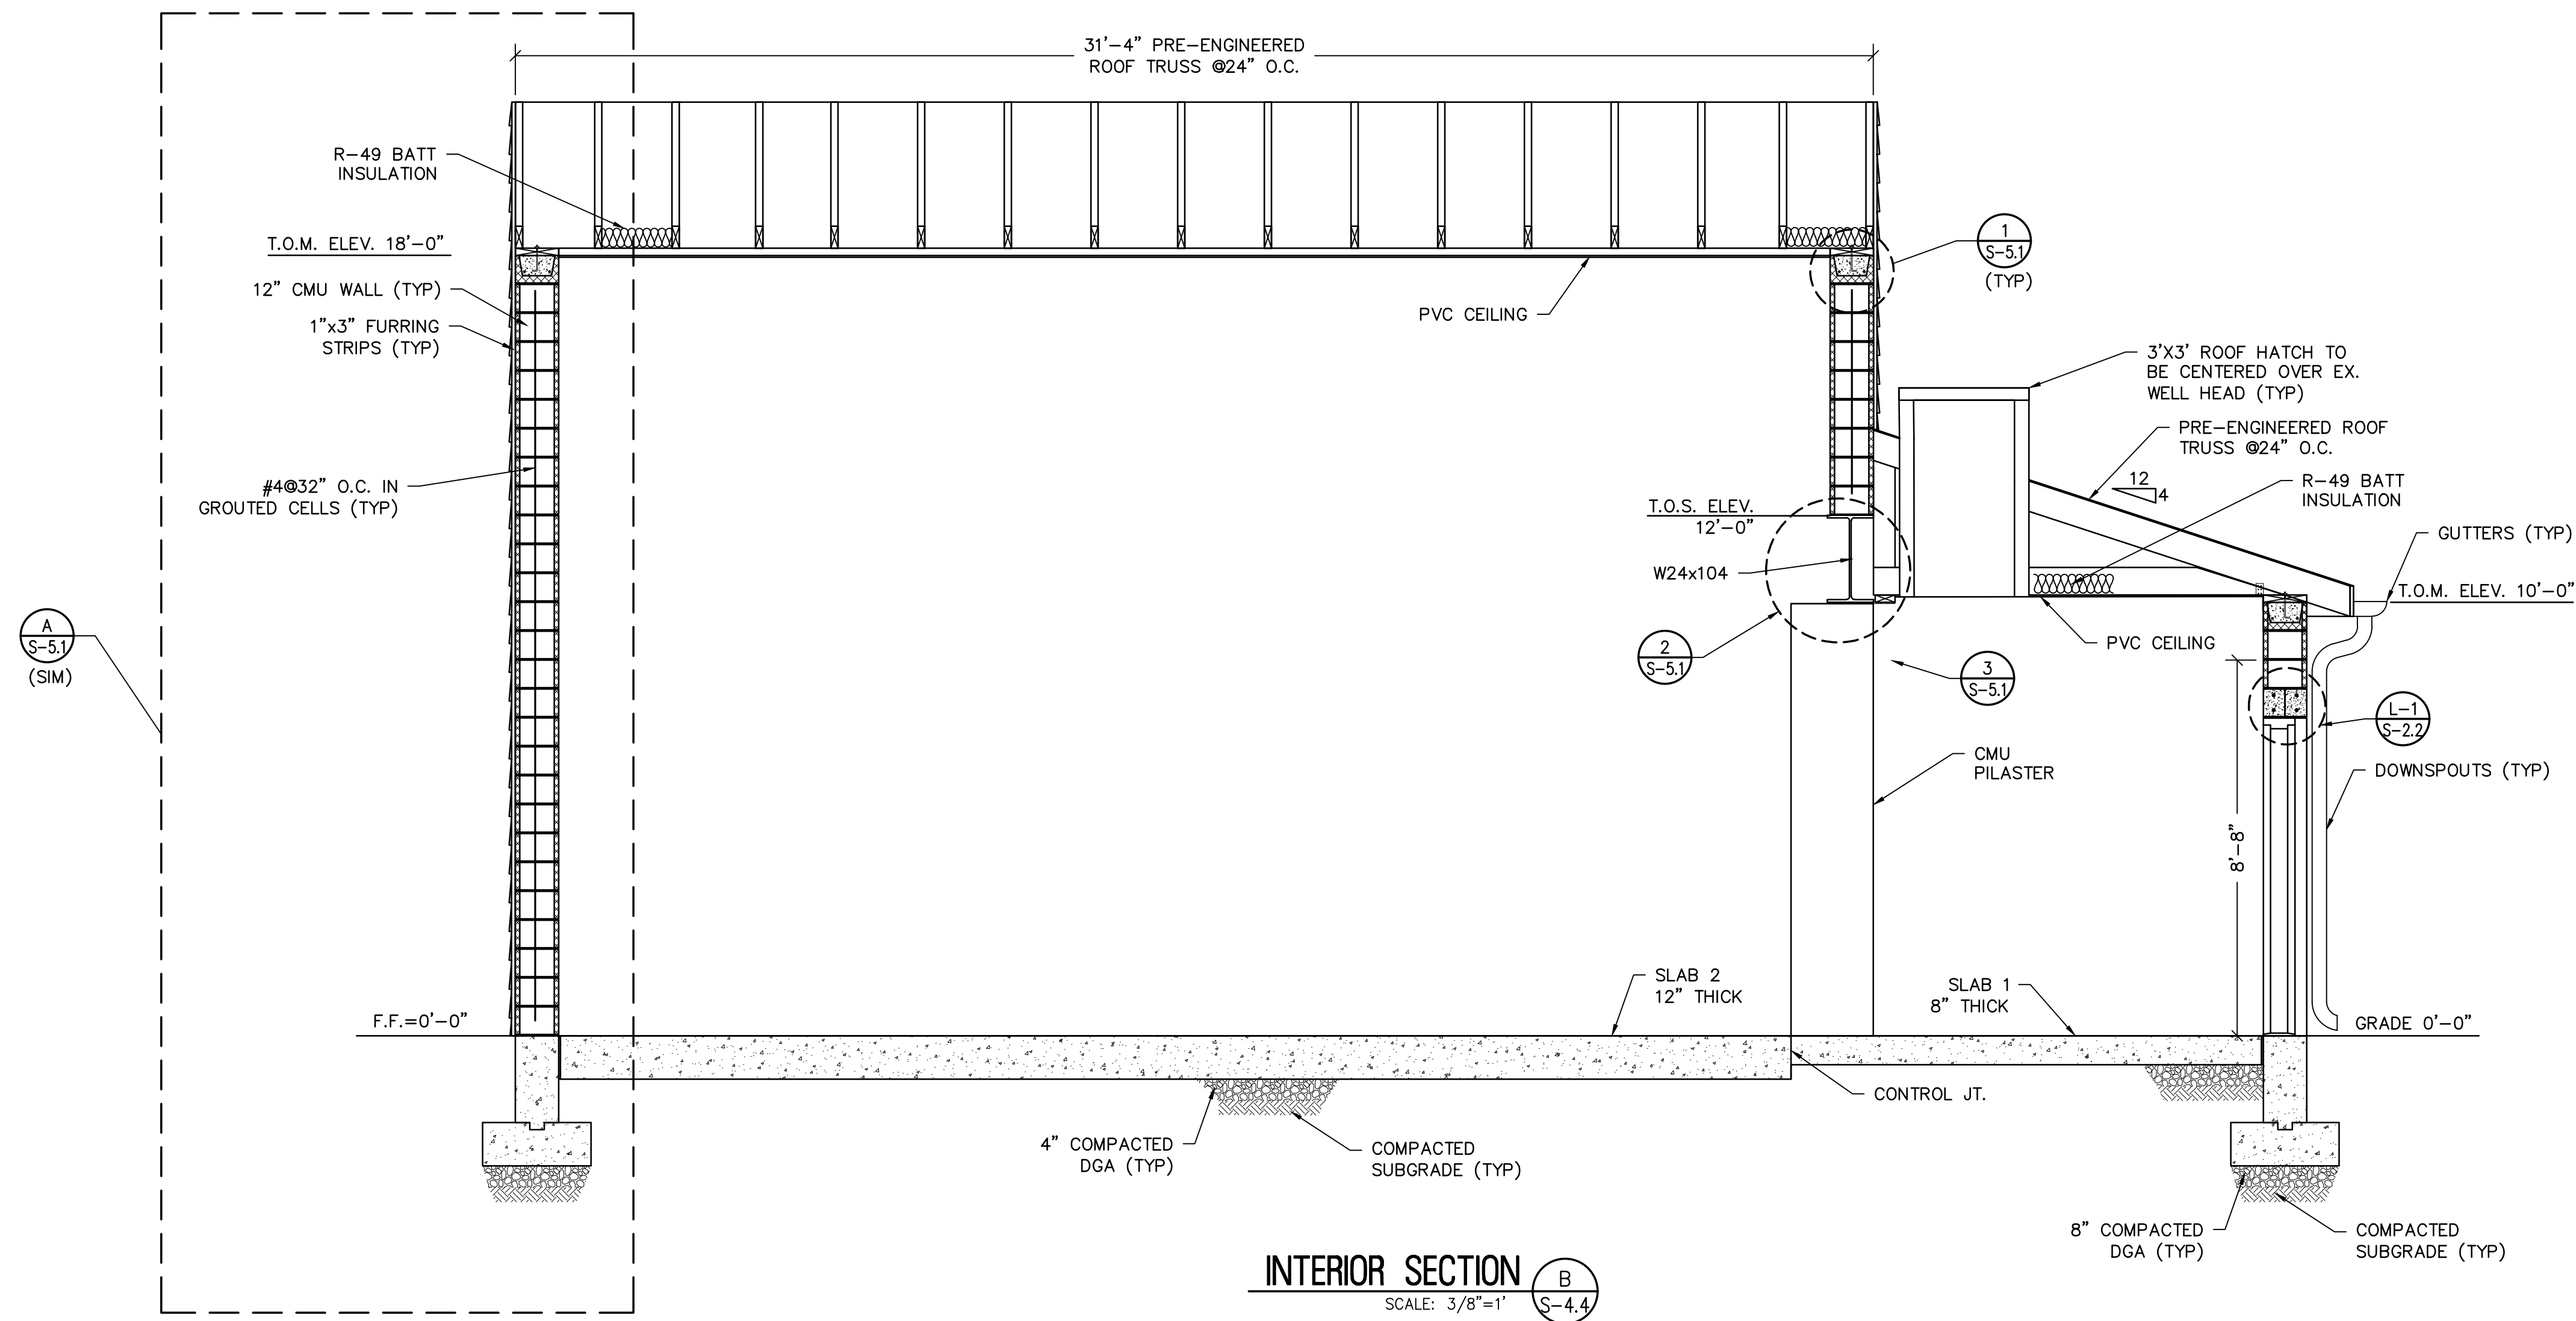 31'-4" PRE-ENGINEERED
ROOF TRUSS @24" O.C.
R-49 BATT
INSULATION
T.O.M. ELEV. 18'-0"
12" CMU WALL (TYP)
1"x3" FURRING
STRIPS (TYP)
#4@32" O.C. IN
GROUTED CELLS (TYP)
A
S-5.1
(SIM)
F.F.=0'-0"
PVC CEILING
1
S-5.1
(TYP)
3'X3' ROOF HATCH TO
BE CENTERED OVER EX.
WELL HEAD (TYP)
PRE-ENGINEERED ROOF
TRUSS @24" O.C.
12
4
R-49 BATT
INSULATION
GUTTERS (TYP)
T.O.S. ELEV.
12'-0"
W24x104
T.O.M. ELEV. 10'-0"
2
S-5.1
3
S-5.1
PVC CEILING
L-1
S-2.2
CMU
PILASTER
DOWNSPOUTS (TYP)
8'-8"
SLAB 2
12" THICK
SLAB 1
8" THICK
GRADE 0'-0"
CONTROL JT.
4" COMPACTED
DGA (TYP)
COMPACTED
SUBGRADE (TYP)
8" COMPACTED
DGA (TYP)
COMPACTED
SUBGRADE (TYP)
INTERIOR SECTION
SCALE: 3/8"=1'
B
S-4.4